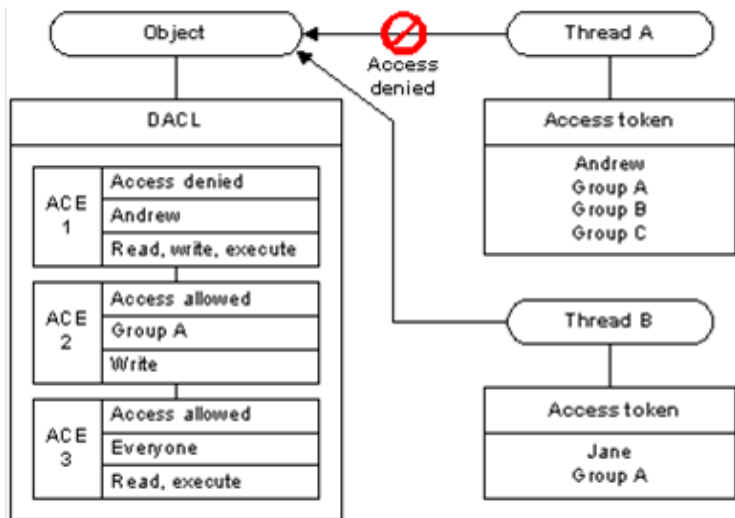 Object
Access
denied
Thread A
DACL
ACE
1
Access denied
Andrew
Read, write, execute
ACE
2
Access allowed
Group A
Write
ACE
3
Access allowed
Everyone
Read, execute
Access token
Andrew
Group A
Group B
Group C
Thread B
Access token
Jane
Group A